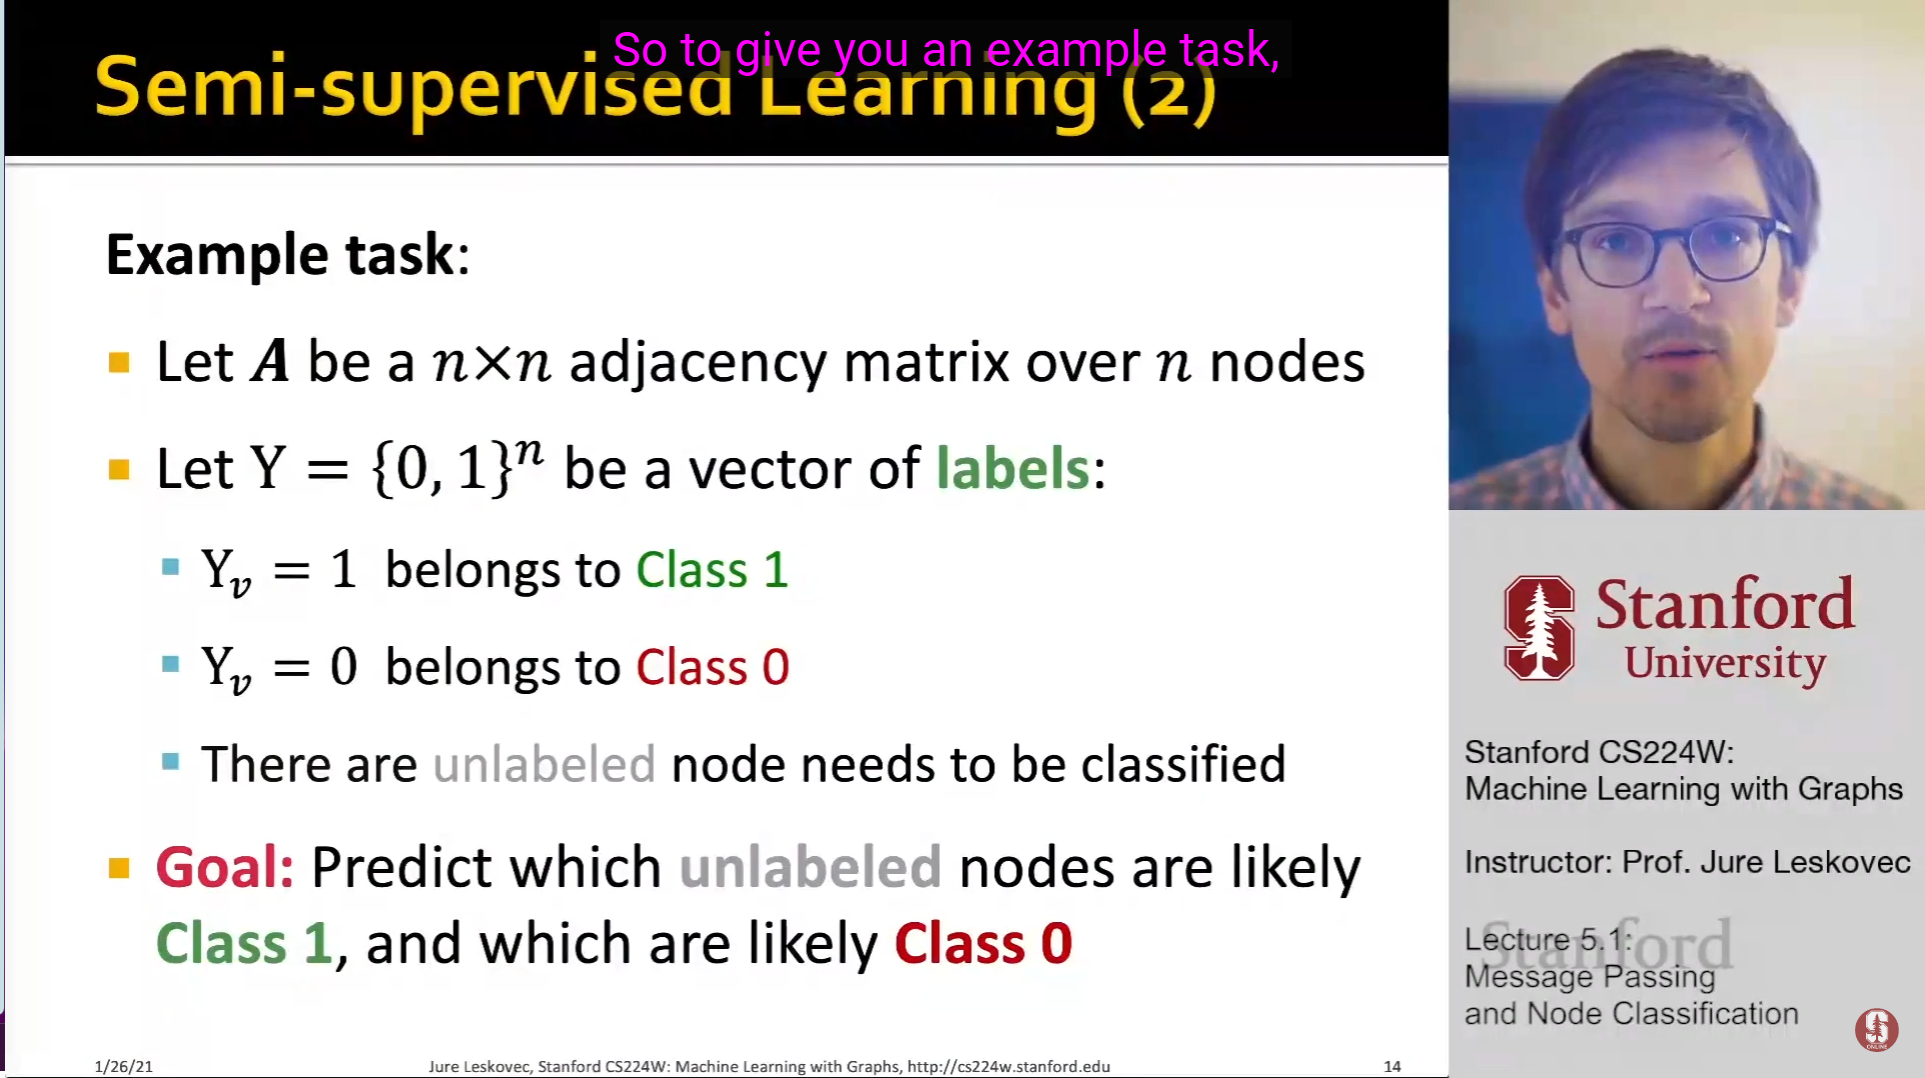 So to give you an example task,
Semi-supervised Learning (2)
Example task:
Let A be a n×n adjacency matrix over n nodes
Let Y = {0, 1}ⁿ be a vector of labels:
Yᵥ = 1 belongs to Class 1
Yᵥ = 0 belongs to Class 0
There are unlabeled node needs to be classified
Goal: Predict which unlabeled nodes are likely
Class 1, and which are likely Class 0
1/26/21
Jure Leskovec, Stanford CS224W: Machine Learning with Graphs, http://cs224w.stanford.edu
14
Stanford
University
Stanford CS224W:
Machine Learning with Graphs
Instructor: Prof. Jure Leskovec
Stanford
Lecture 5.1:
Message Passing
and Node Classification
S
ONLINE